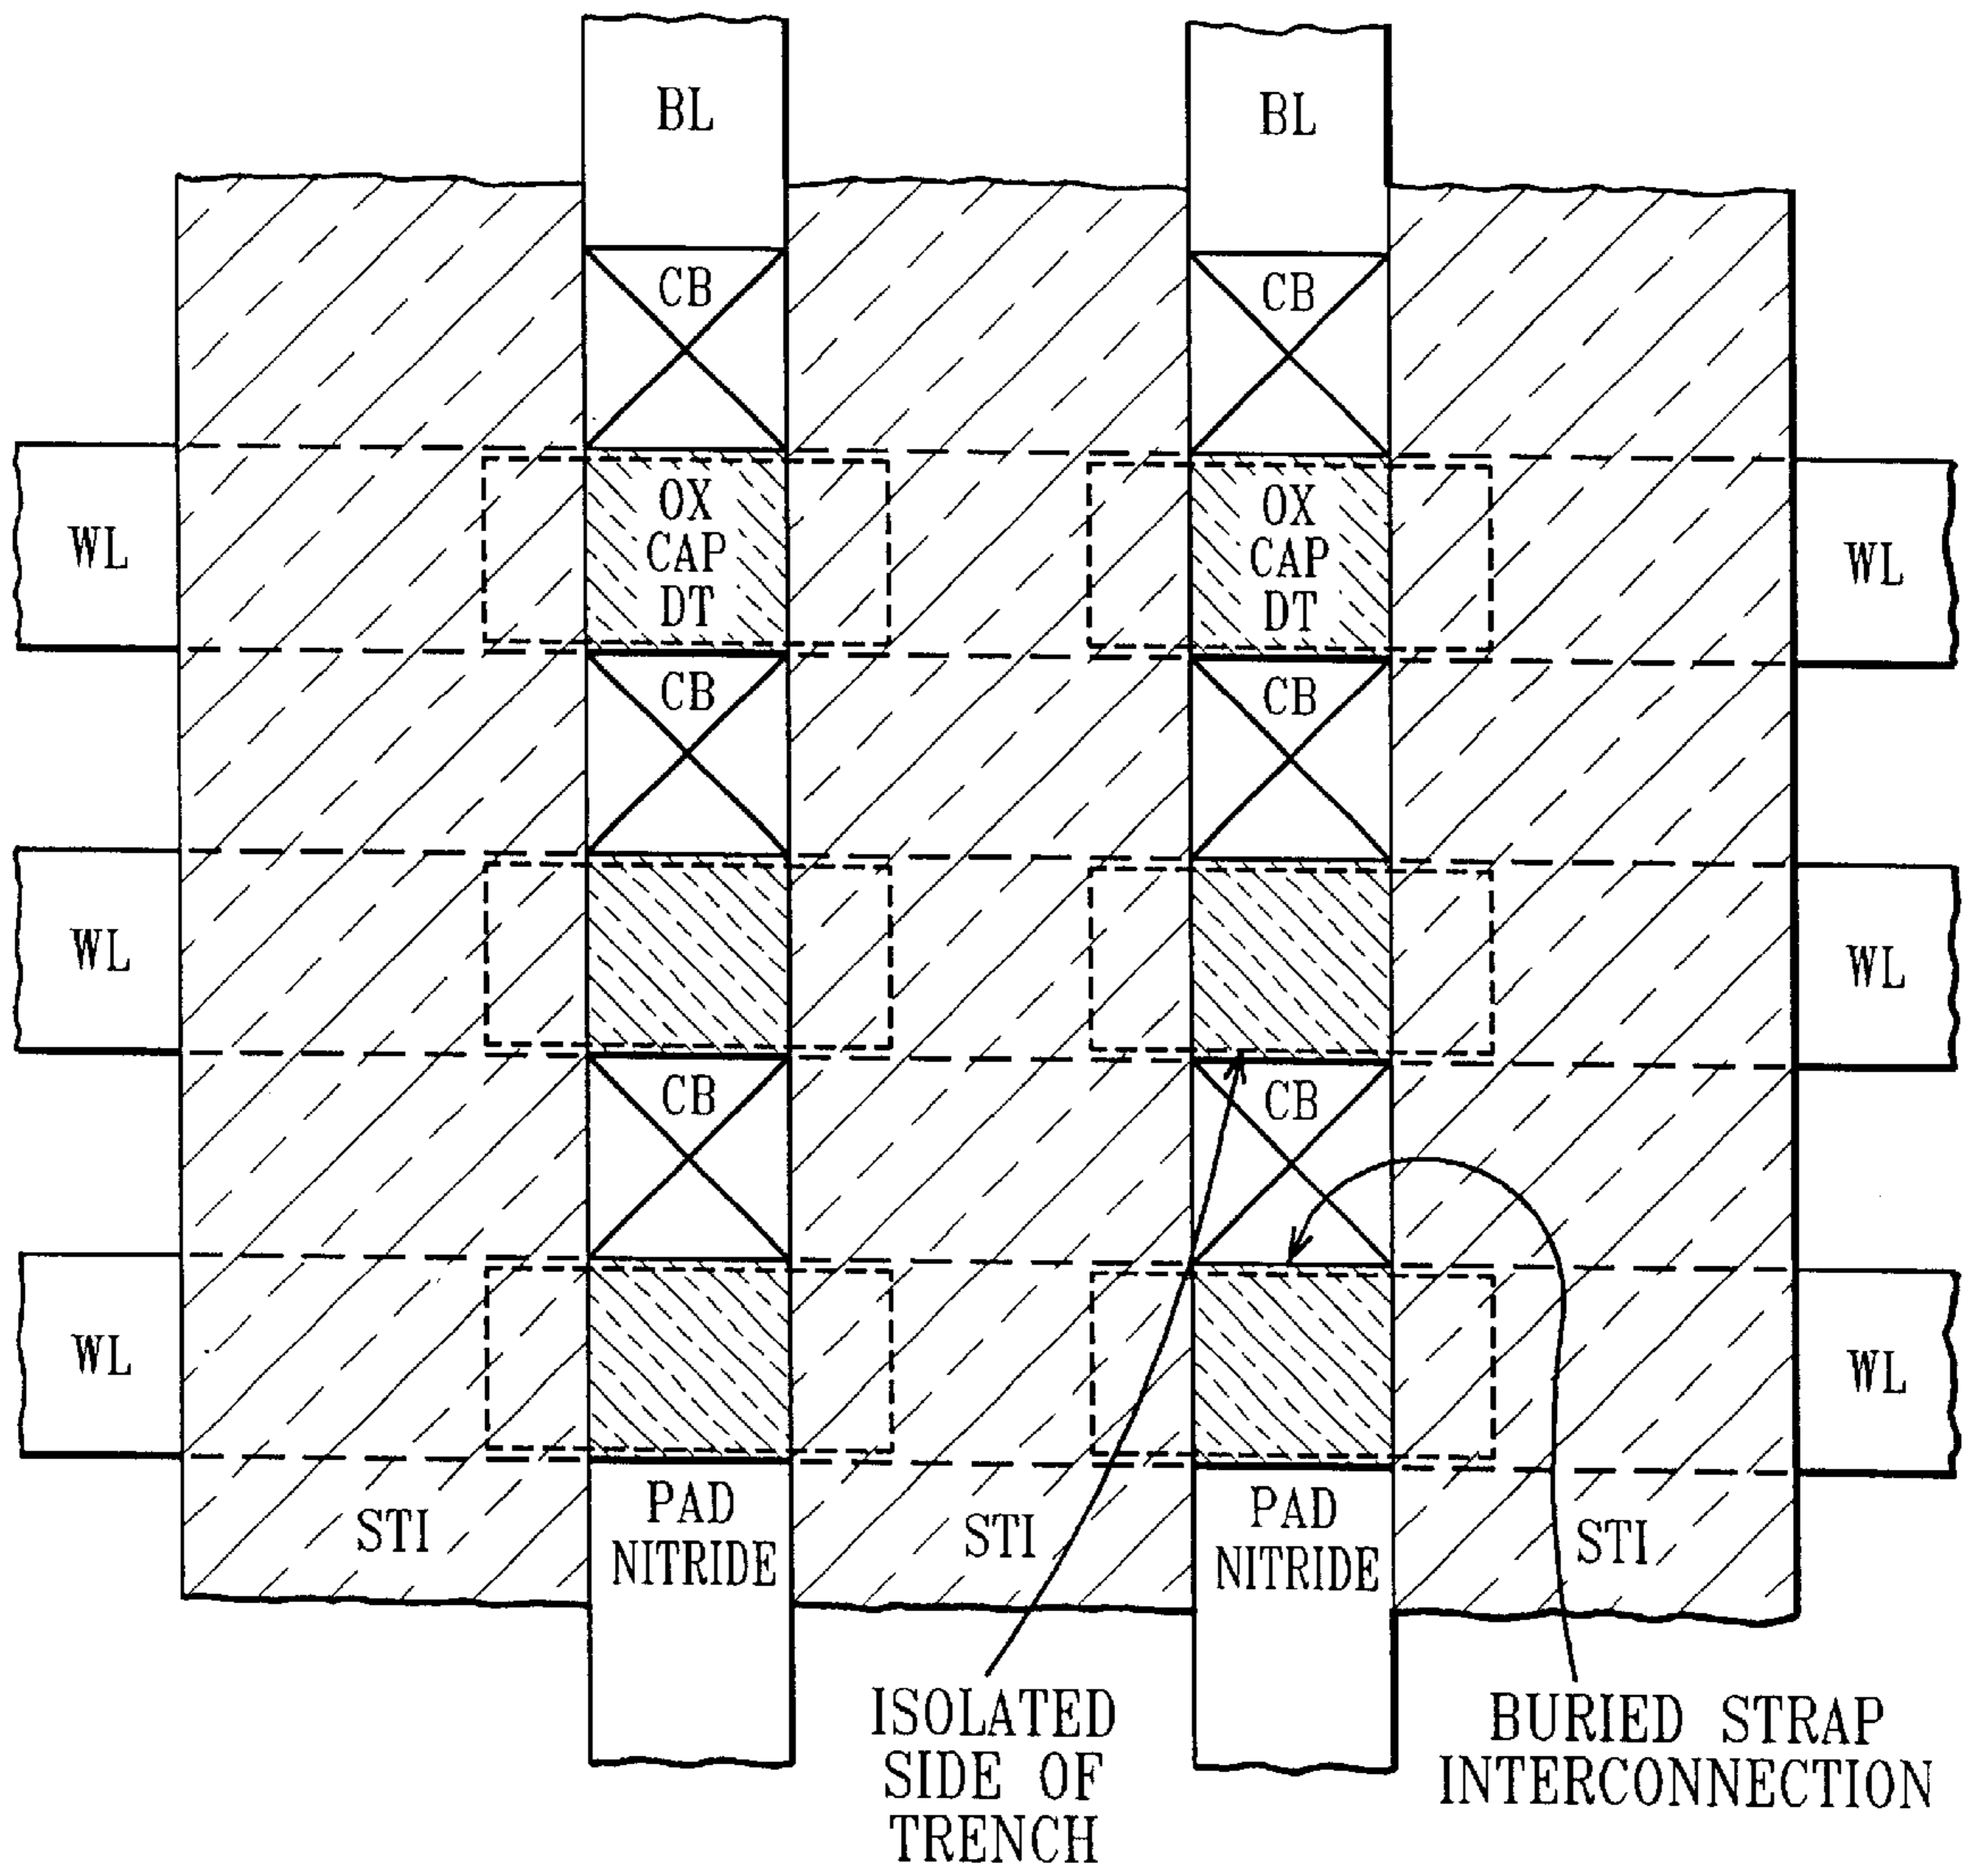 BL
BL
CB
CB
OX
CAP
DT
OX
CAP
DT
WL
WL
CB
CB
WL
WL
CB
CB
WL
WL
PAD
NITRIDE
PAD
NITRIDE
STI
STI
STI
ISOLATED
SIDE OF
TRENCH
BURIED STRAP
INTERCONNECTION